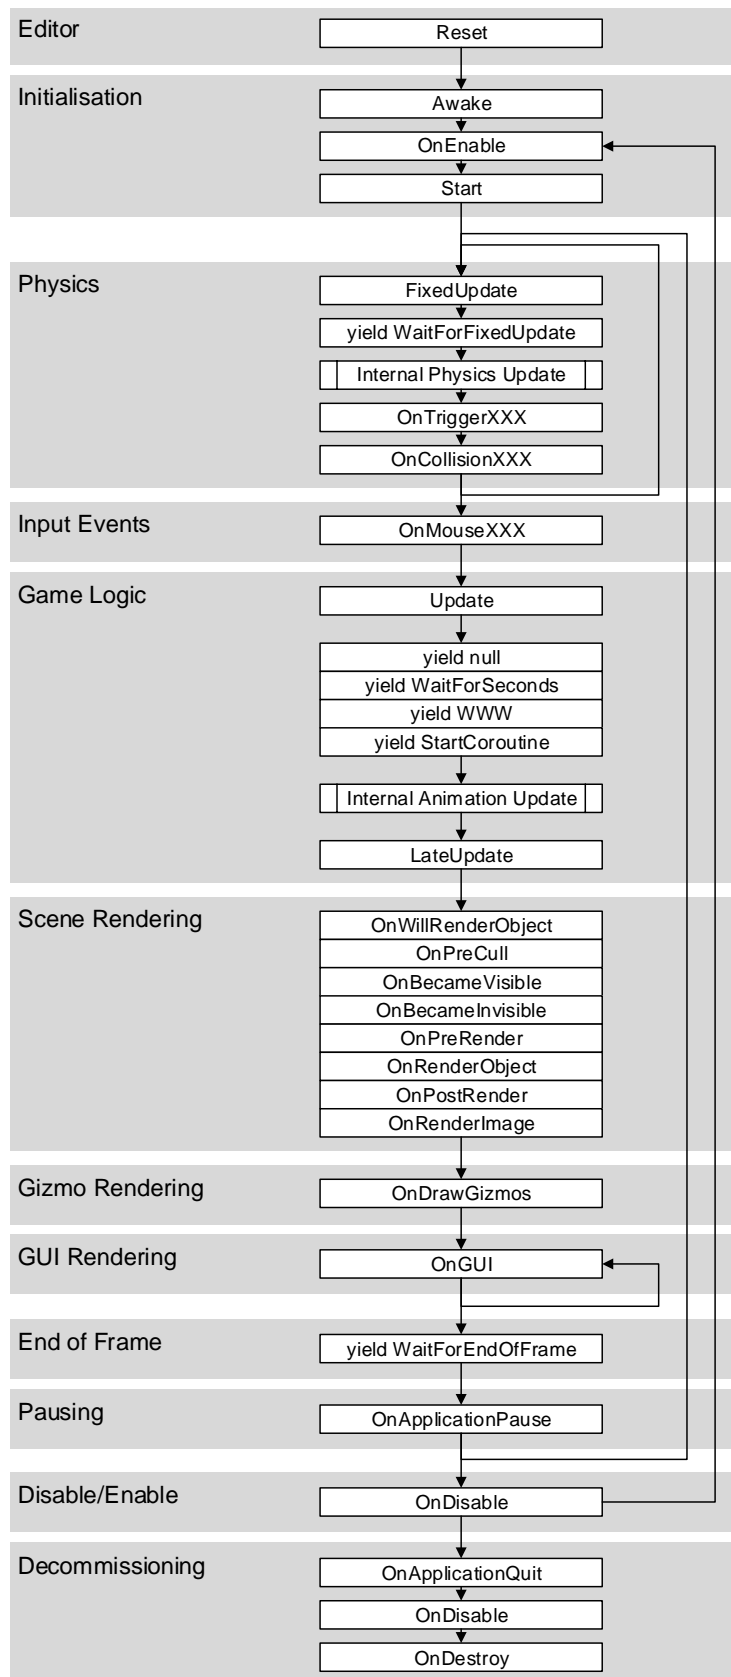 Editor
Reset
Initialisation
Awake
OnEnable
Start
Physics
FixedUpdate
yield WaitForFixedUpdate
Internal Physics Update
OnTriggerXXX
OnCollisionXXX
Input Events
OnMouseXXX
Game Logic
Update
yield null
yield WaitForSeconds
yield WWW
yield StartCoroutine
Internal Animation Update
LateUpdate
Scene Rendering
OnWillRenderObject
OnPreCull
OnBecameVisible
OnBecameInvisible
OnPreRender
OnRenderObject
OnPostRender
OnRenderImage
Gizmo Rendering
OnDrawGizmos
GUI Rendering
OnGUI
End of Frame
yield WaitForEndOfFrame
Pausing
OnApplicationPause
Disable/Enable
OnDisable
Decommissioning
OnApplicationQuit
OnDisable
OnDestroy